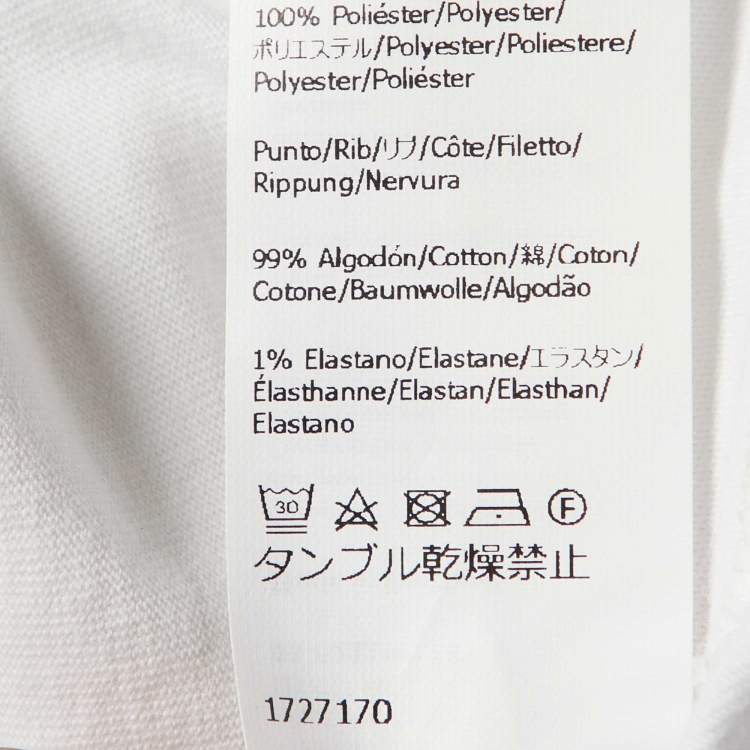 100% Poliéster/Polyester/
ポリエステル/Polyester/Poliestere/
Polyester/Poliéster
Punto/Rib/リブ/Côte/Filetto/
Rippung/Nervura
99% Algodón/Cotton/綿/Coton/
Cotone/Baumwolle/Algodão
1% Elastano/Elastane/エラスタン/
Élasthanne/Elastan/Elasthan/
Elastano
30 F
タンブル乾燥禁止
1727170